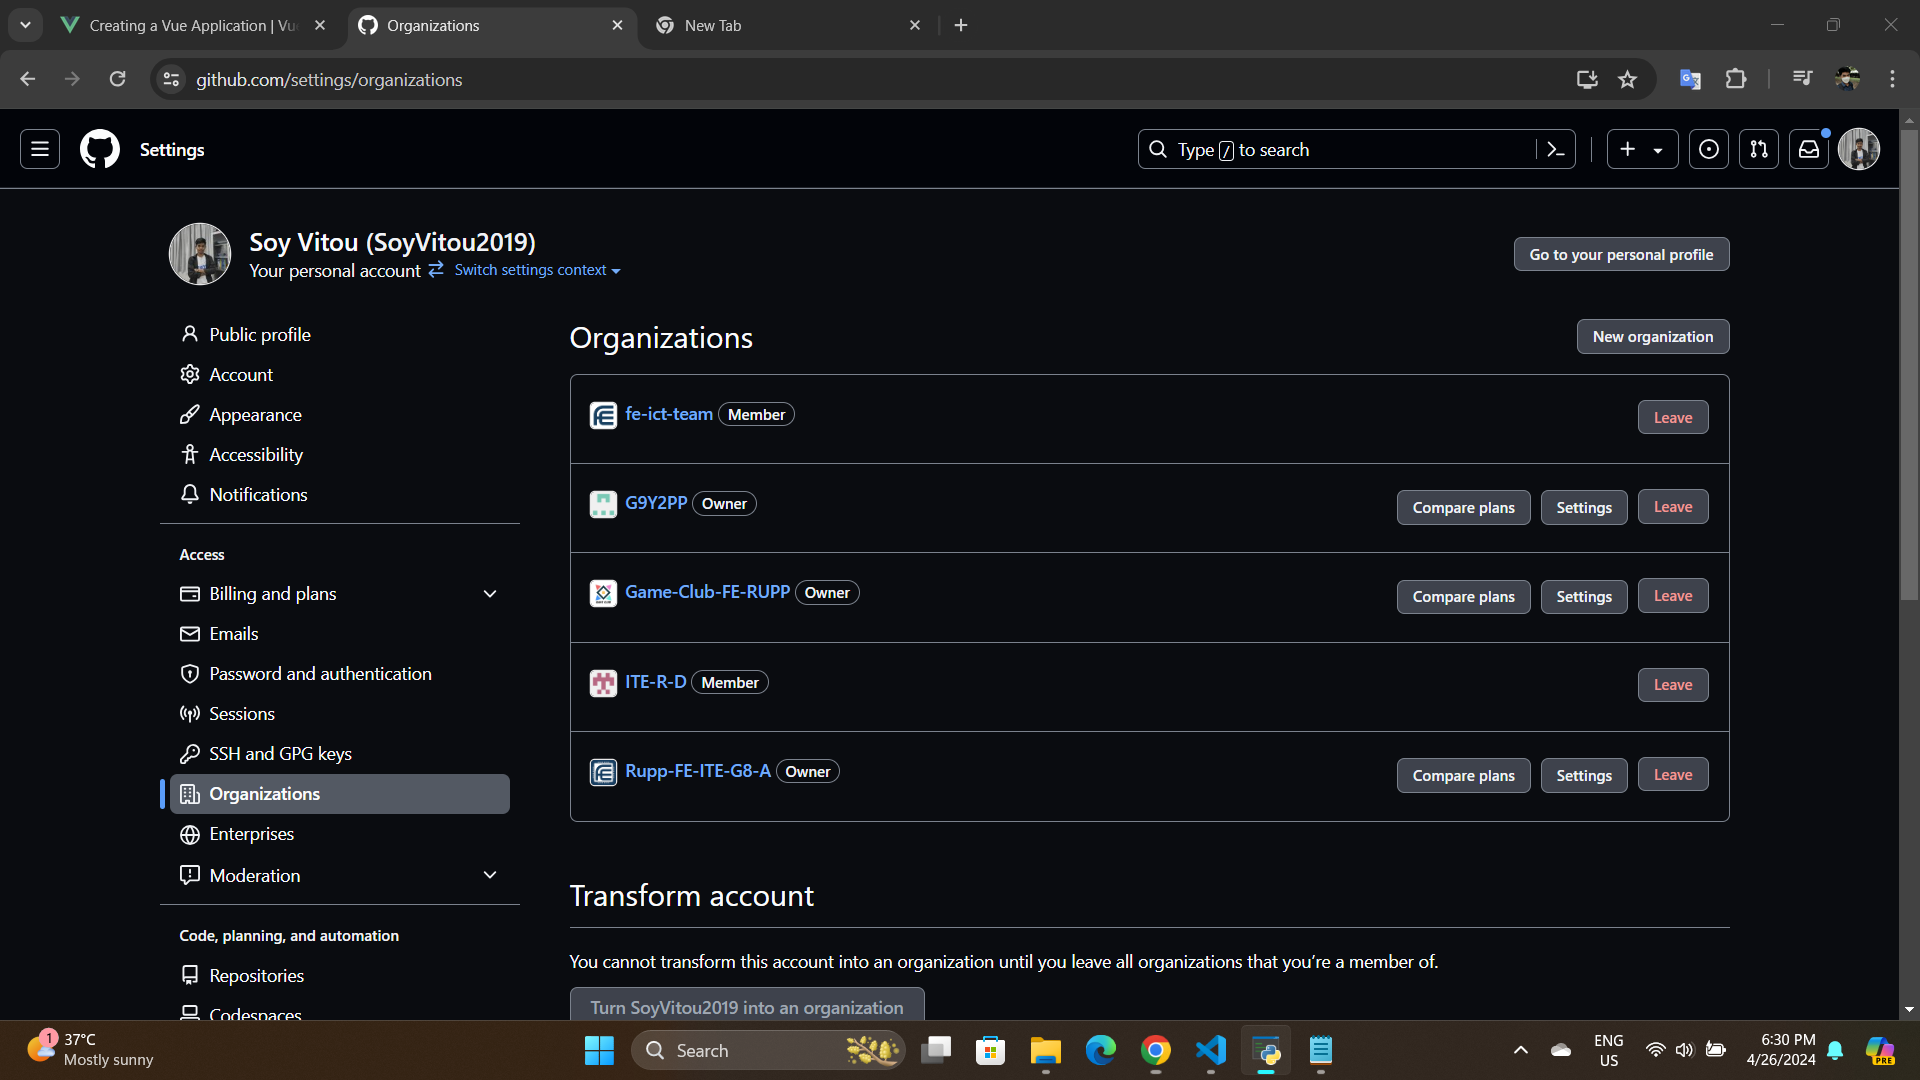 Creating a Vue Application | Vu
Organizations
New Tab
github.com/settings/organizations
Settings
Type / to search
Soy Vitou (SoyVitou2019)
Your personal account
Switch settings context
Go to your personal profile
Public profile
Account
Appearance
Accessibility
Notifications
Access
Billing and plans
Emails
Password and authentication
Sessions
SSH and GPG keys
Organizations
Enterprises
Moderation
Code, planning, and automation
Repositories
Codespaces
Organizations
New organization
fe-ict-team Member
Leave
G9Y2PP Owner
Compare plans Settings Leave
Game-Club-FE-RUPP Owner
Compare plans Settings Leave
ITE-R-D Member
Leave
Rupp-FE-ITE-G8-A Owner
Compare plans Settings Leave
Transform account
You cannot transform this account into an organization until you leave all organizations that you’re a member of.
Turn SoyVitou2019 into an organization
1
37°C
Mostly sunny
Search
ENG
US
6:30 PM
4/26/2024
PRE